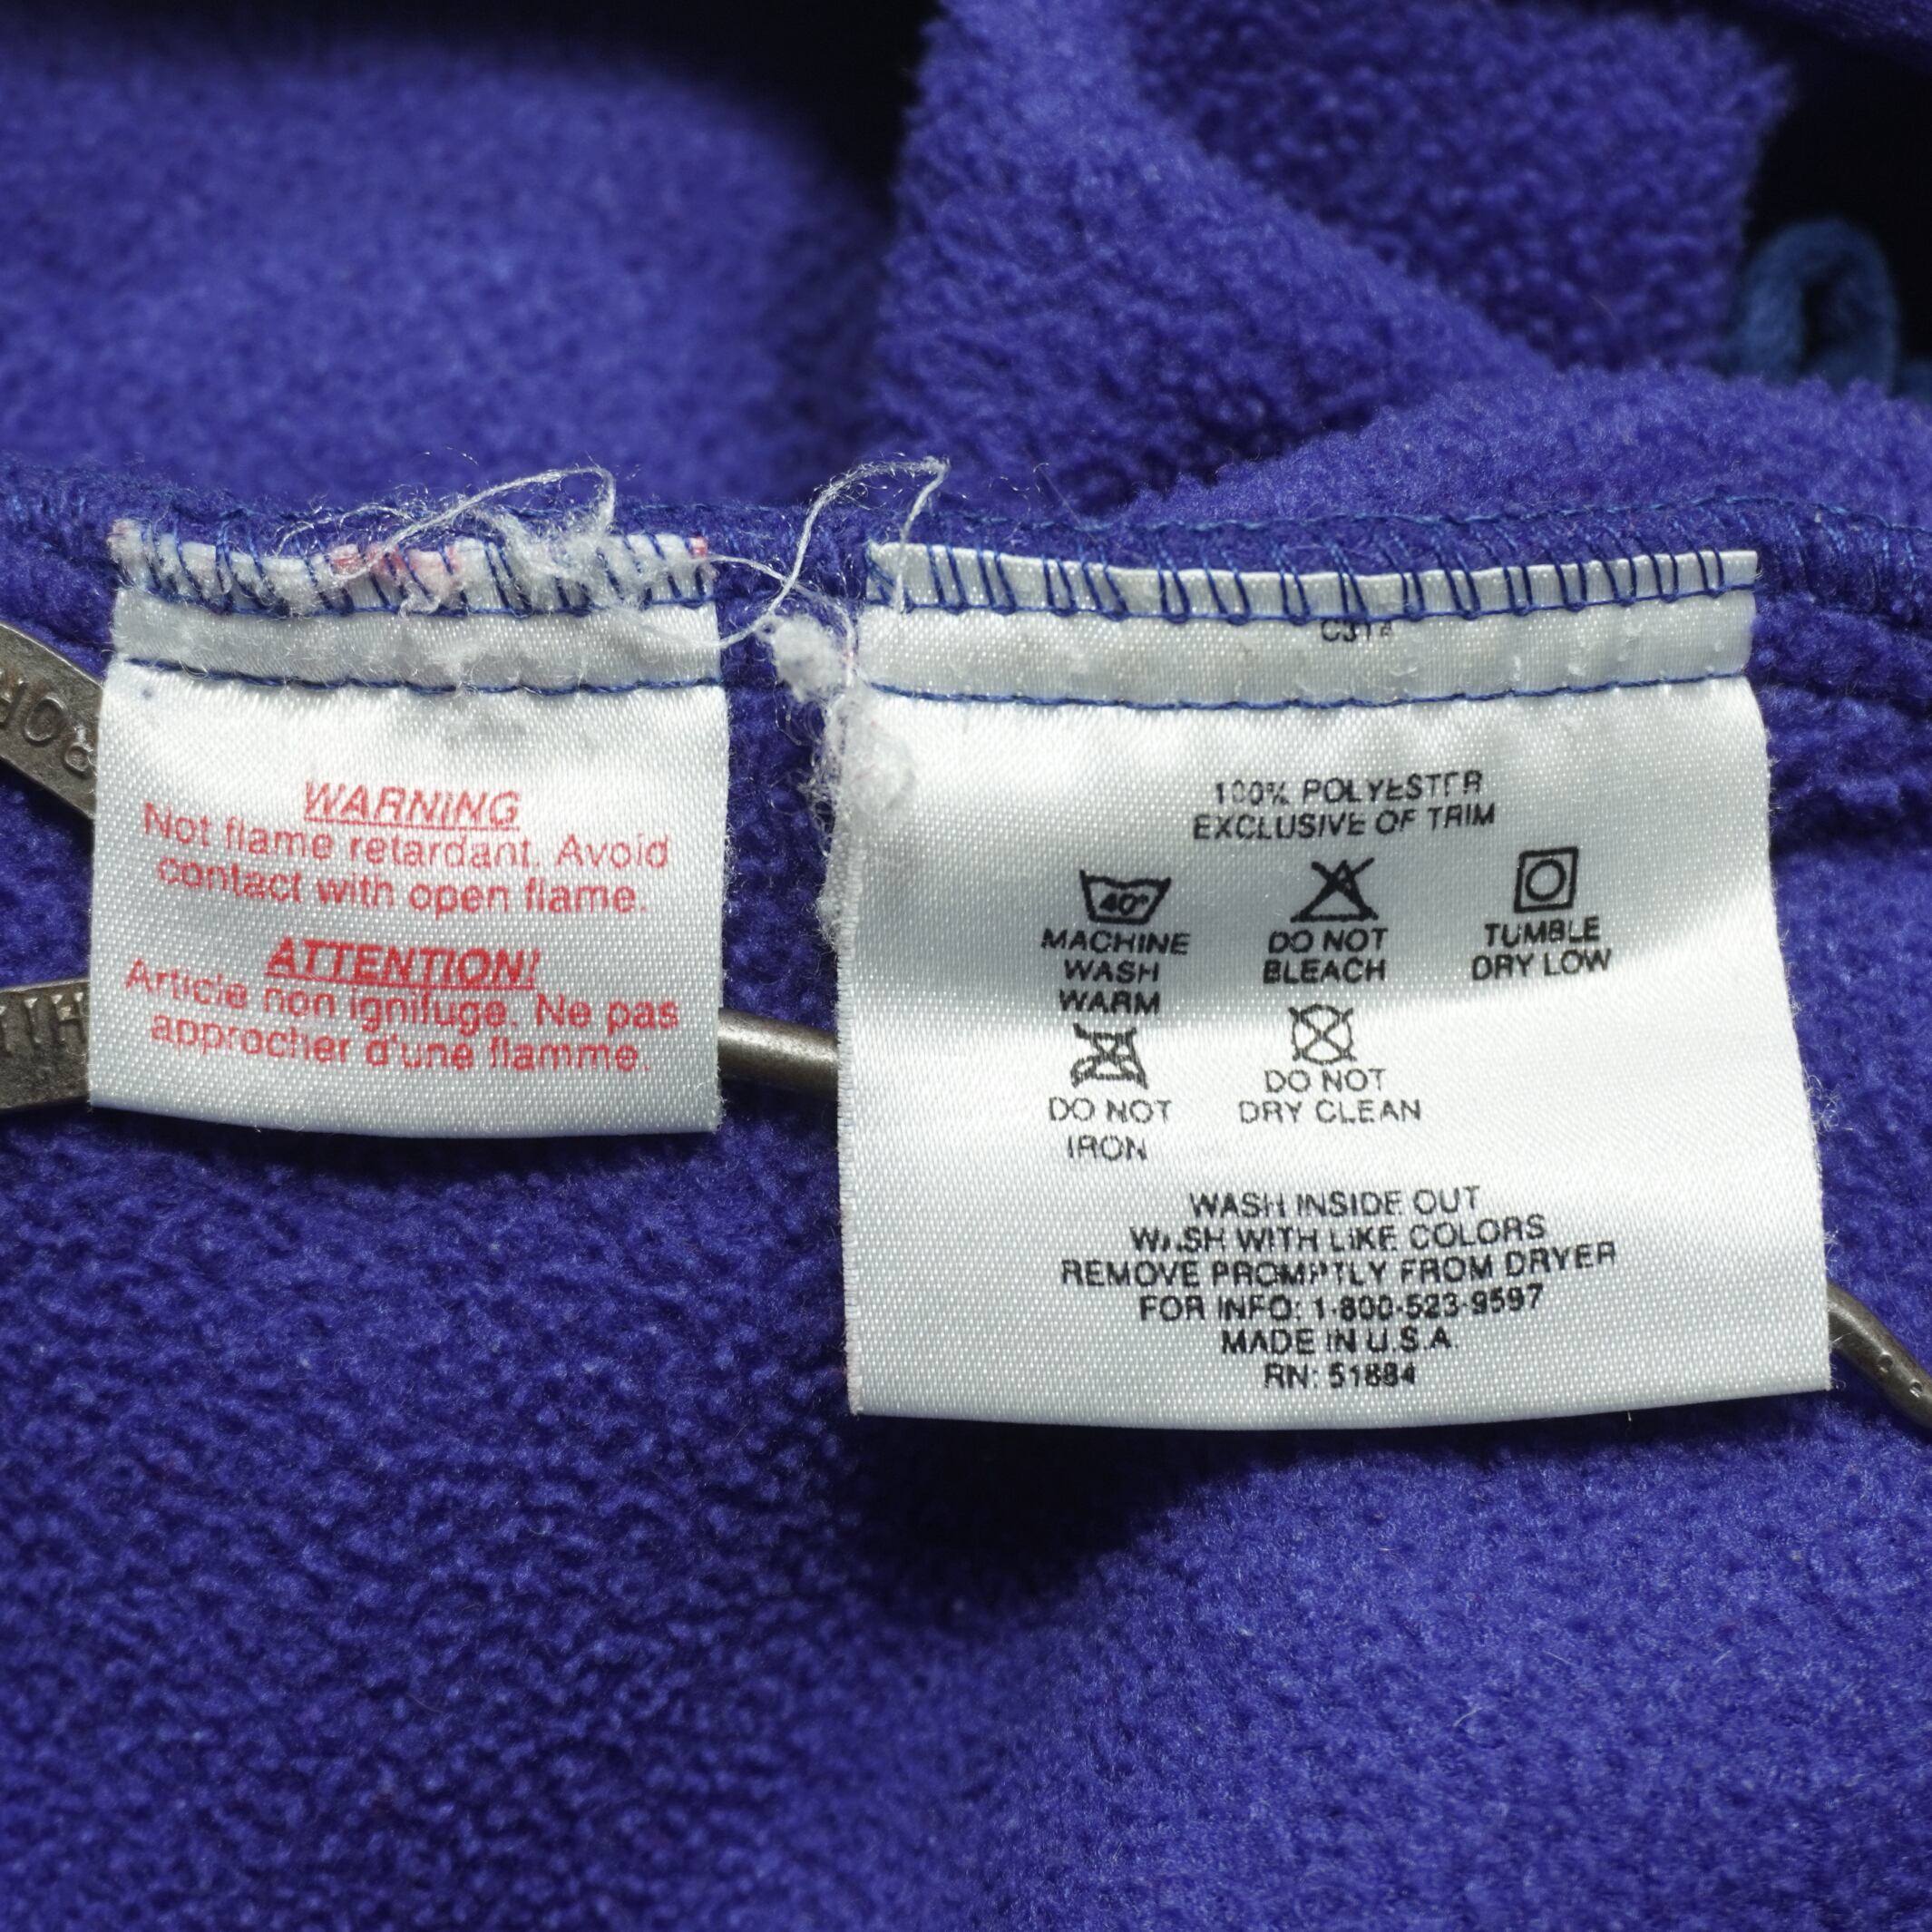 WARNING
Not flame retardant. Avoid
contact with open flame.
ATTENTION!
Article non ignifuge. Ne pas
approcher d'une flamme.
100% POLYESTER
EXCLUSIVE OF TRIM
40°
MACHINE
WASH
WARM
DO NOT
BLEACH
TUMBLE
DRY LOW
DO NOT
IRON
DO NOT
DRY CLEAN
WASH INSIDE OUT
WASH WITH LIKE COLORS
REMOVE PROMPTLY FROM DRYER
FOR INFO: 1-800-523-9597
MADE IN U.S.A.
RN: 51884